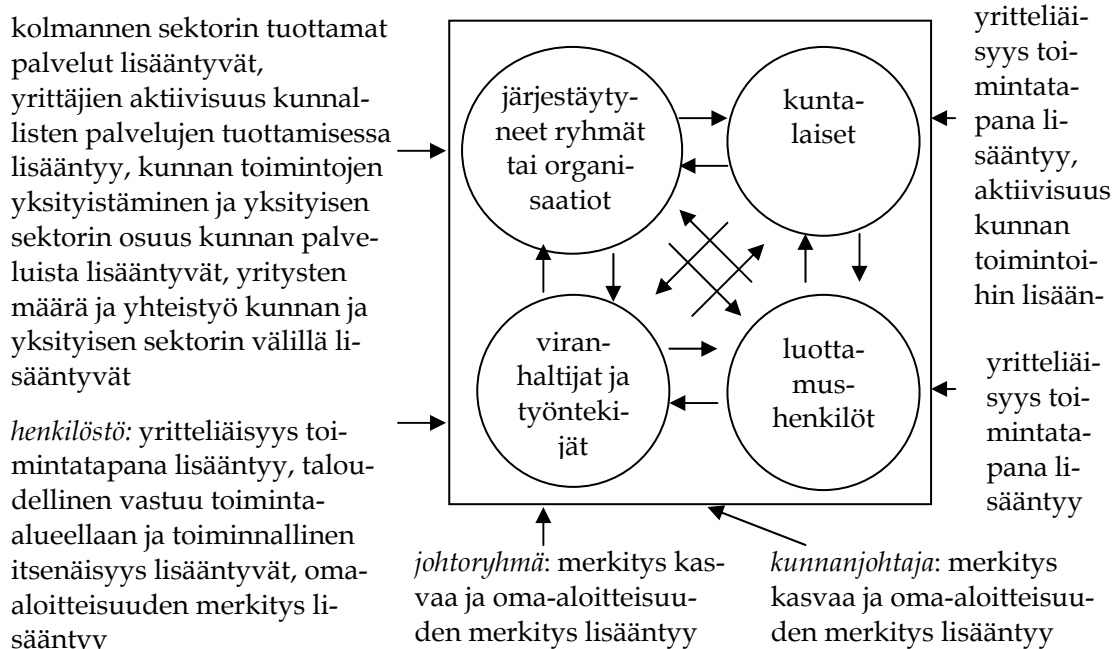 kolmannen sektorin tuottamat
palvelut lisääntyvät,
yrittäjien aktiivisuus kunnal-
listen palvelujen tuottamisessa
lisääntyy, kunnan toimintojen
yksityistäminen ja yksityisen
sektorin osuus kunnan palve-
luista lisääntyvät, yritysten
määrä ja yhteistyö kunnan ja
yksityisen sektorin välillä li-
sääntyvät
henkilöstö: yritteliäisyys toi-
mintatapana lisääntyy, talou-
dellinen vastuu toiminta-
alueellaan ja toiminnallinen
itsenäisyys lisääntyvät, oma-
aloitteisuuden merkitys li-
sääntyy
järjestäyty-
neet ryhmät
tai organi-
saatiot
kunta-
laiset
viran-
haltijat ja
työnteki-
jät
luotta-
mus-
henkilöt
yritteliäi-
syys toi-
mintata-
pana li-
sääntyy,
aktiivisuus
kunnan
toimintoi-
hin lisään-
yritteliäi-
syys toi-
mintata-
pana li-
sääntyy
johtoryhmä: merkitys kas-
vaa ja oma-aloitteisuu-
den merkitys lisääntyy
kunnanjohtaja: merkitys
kasvaa ja oma-aloitteisuu-
den merkitys lisääntyy